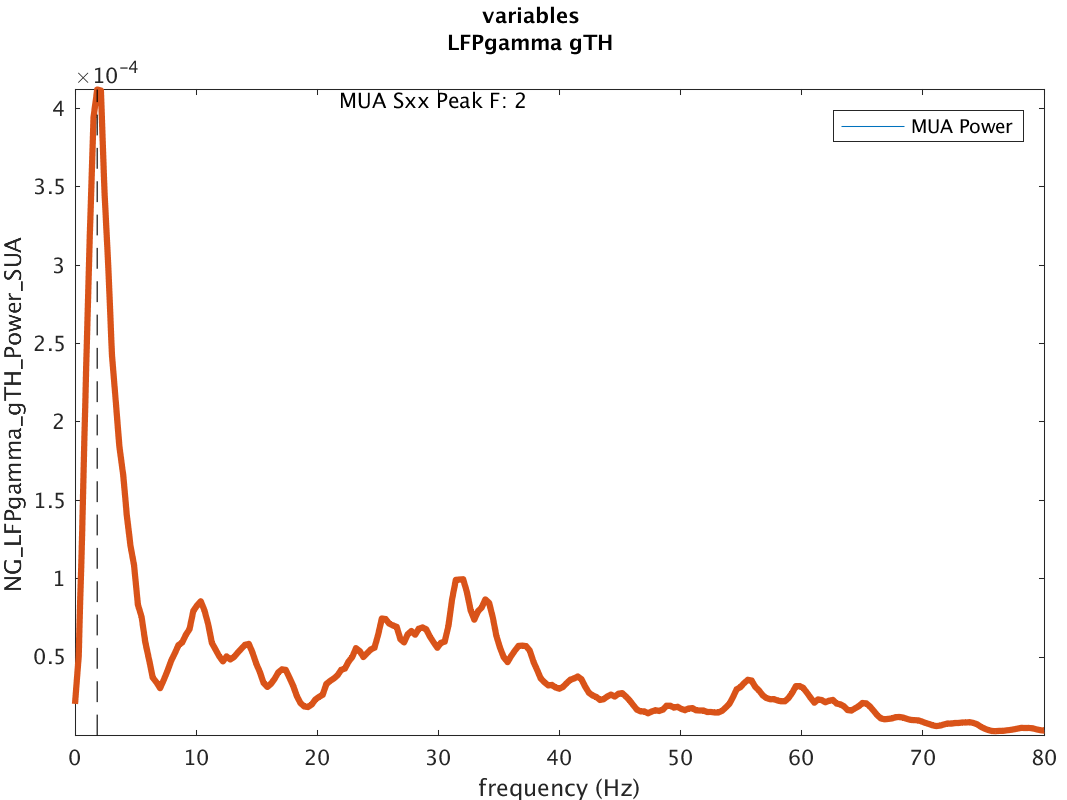 variables
LFPgamma gTH
×10⁻⁴
MUA Sxx Peak F: 2
MUA Power
4
3.5
3
2.5
2
1.5
1
0.5
NG_LFPgamma_gTH_Power_SUA
0 10 20 30 40 50 60 70 80
frequency (Hz)